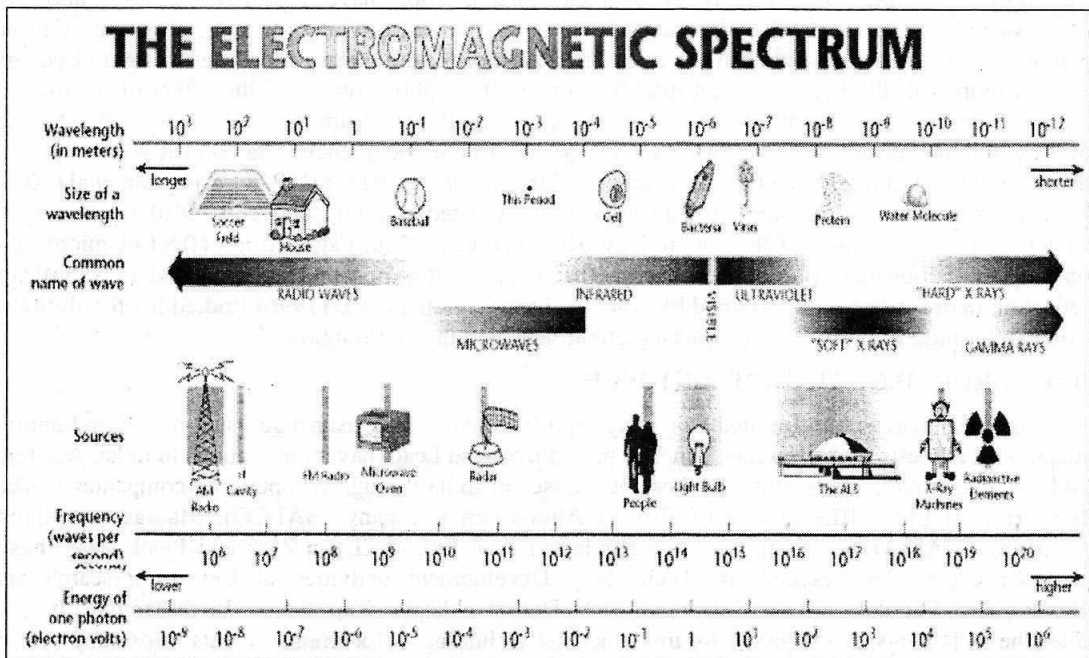 THE ELECTROMAGNETIC SPECTRUM
Wavelength (in meters)
10³ 10² 10¹ 1 10⁻¹ 10⁻² 10⁻³ 10⁻⁴ 10⁻⁵ 10⁻⁶ 10⁻⁷ 10⁻⁸ 10⁻⁹ 10⁻¹⁰ 10⁻¹¹ 10⁻¹²
longer
shorter
Size of a wavelength
Soccer Field
House
Baseball
This Period
Cell
Bacteria
Virus
Protein
Water Molecule
Common name of wave
RADIO WAVES
INFRARED
VISIBLE
ULTRAVIOLET
"HARD" X RAYS
MICROWAVES
"SOFT" X RAYS
GAMMA RAYS
Sources
AM Radio
Cavity
FM Radio
Microwave Oven
Radar
People
Light Bulb
The ALS
X-Ray Machines
Radioactive Elements
Frequency (waves per second)
10⁶ 10⁷ 10⁸ 10⁹ 10¹⁰ 10¹¹ 10¹² 10¹³ 10¹⁴ 10¹⁵ 10¹⁶ 10¹⁷ 10¹⁸ 10¹⁹ 10²⁰
lower
higher
Energy of one photon (electron volts)
10⁻⁹ 10⁻⁸ 10⁻⁷ 10⁻⁶ 10⁻⁵ 10⁻⁴ 10⁻³ 10⁻² 10⁻¹ 1 10¹ 10² 10³ 10⁴ 10⁵ 10⁶